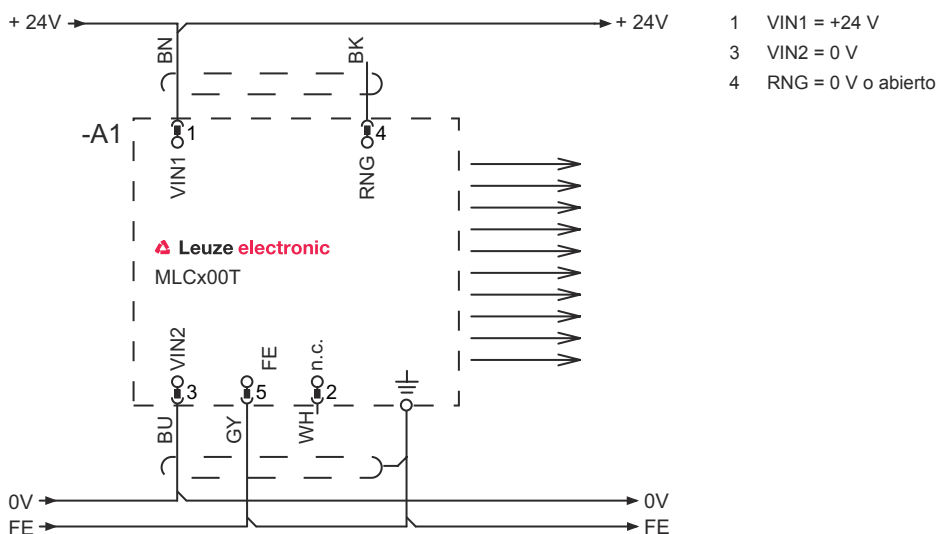 + 24V
+ 24V
1 VIN1 = +24 V
3 VIN2 = 0 V
4 RNG = 0 V o abierto
BN
BK
-A1
1
4
VIN1
RNG
Leuze electronic
MLCx00T
VIN2
FE
n.c.
3
5
2
BU
GY
WH
0V
0V
FE
FE